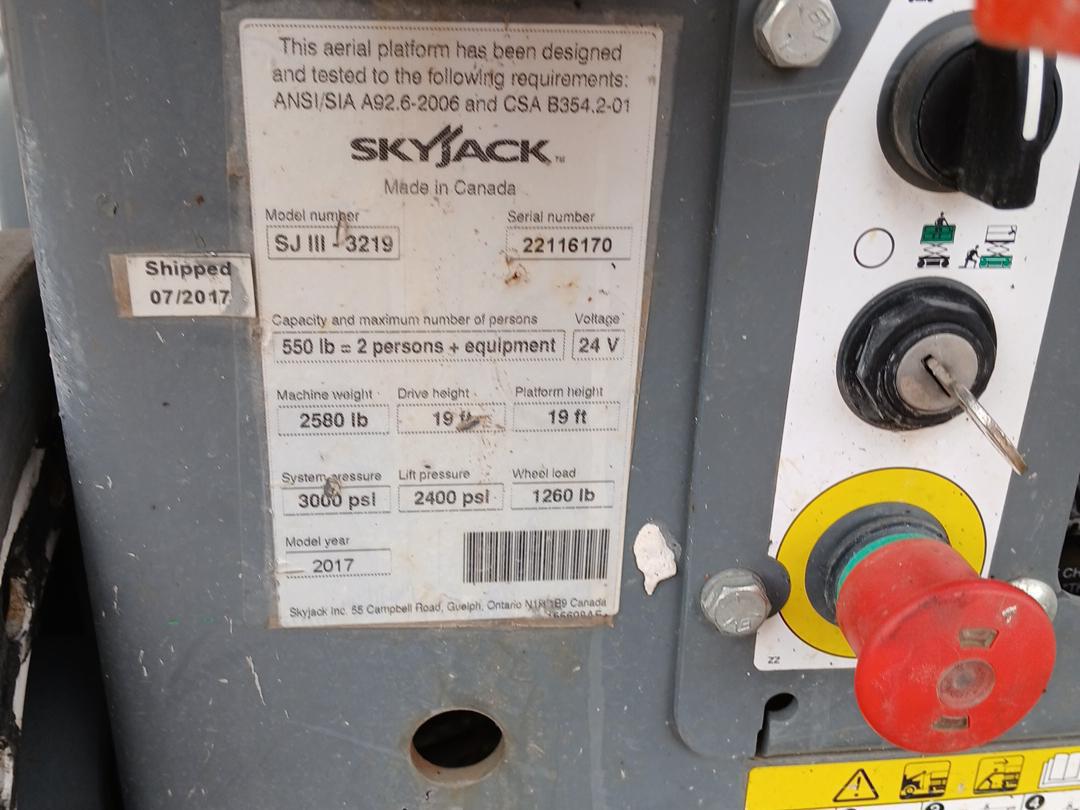 This aerial platform has been designed
and tested to the following requirements:
ANSI/SIA A92.6-2006 and CSA B354.2-01
SKYJACK™
Made in Canada
Model number Serial number
SJ III - 3219 22116170
Shipped
07/2017
Capacity and maximum number of persons Voltage
550 lb = 2 persons + equipment 24 V
Machine weight Drive height Platform height
2580 lb 19 ft 19 ft
System pressure Lift pressure Wheel load
3000 psi 2400 psi 1260 lb
Model year
2017
Skyjack Inc. 55 Campbell Road, Guelph, Ontario N1H 1B9 Canada